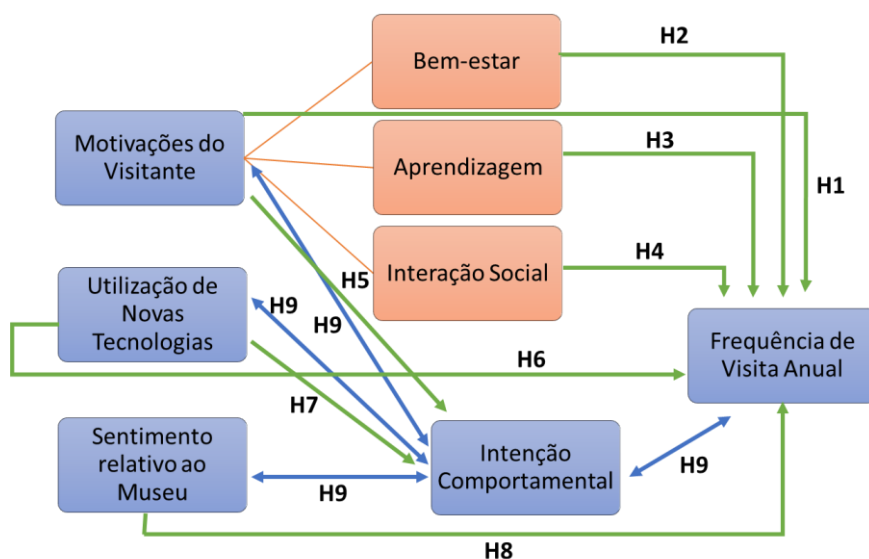 H2
Bem-estar
Motivações do
Visitante
H3
Aprendizagem
H1
H4
Interação Social
H5
Utilização de
Novas
Tecnologias
H9
H9
Frequência de
Visita Anual
H6
H7
Sentimento
relativo ao
Museu
Intenção
Comportamental
H9
H9
H8